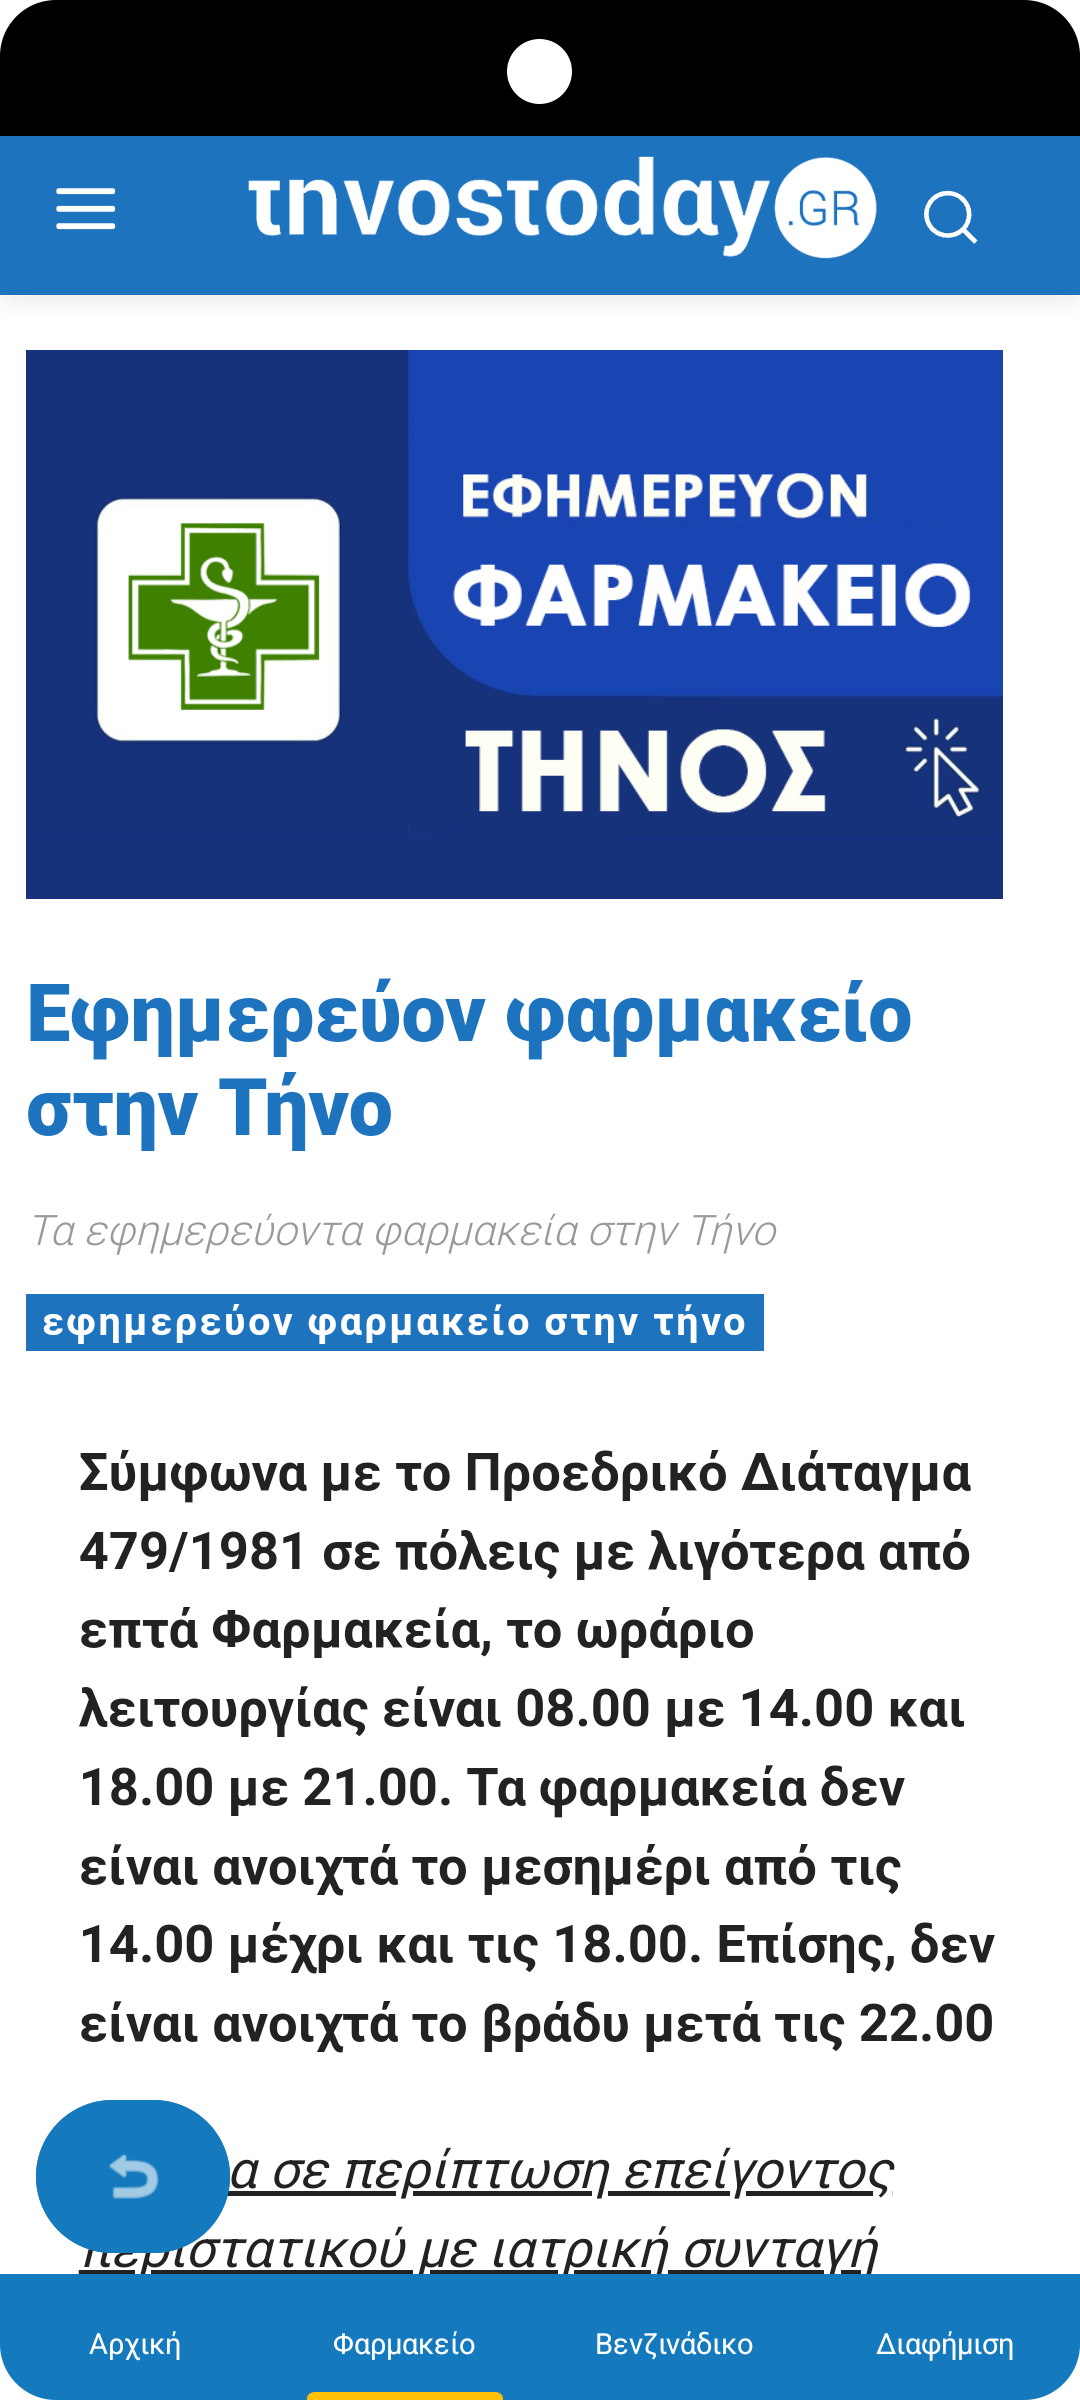 τηνοstoday.GR
ΕΦΗΜΕΡΕΥΟΝ
ΦΑΡΜΑΚΕΙΟ
ΤΗΝΟΣ
Εφημερεύον φαρμακείο
στην Τήνο
Τα εφημερεύοντα φαρμακεία στην Τήνο
εφημερεύον φαρμακείο στην τήνο
Σύμφωνα με το Προεδρικό Διάταγμα
479/1981 σε πόλεις με λιγότερα από
επτά Φαρμακεία, το ωράριο
λειτουργίας είναι 08.00 με 14.00 και
18.00 με 21.00. Τα φαρμακεία δεν
είναι ανοιχτά το μεσημέρι από τις
14.00 μέχρι και τις 18.00. Επίσης, δεν
είναι ανοιχτά το βράδυ μετά τις 22.00
σε περίπτωση επείγοντος
περιστατικού με ιατρική συνταγή
Αρχική
Φαρμακείο
Βενζινάδικο
Διαφήμιση